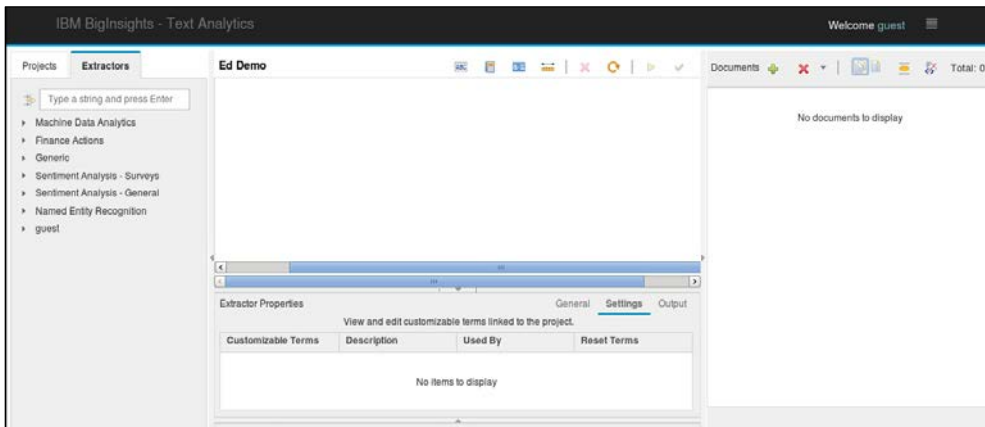 IBM BigInsights - Text Analytics
Welcome guest
Projects
Extractors
Type a string and press Enter
Machine Data Analytics
Finance Actions
Generic
Sentiment Analysis - Surveys
Sentiment Analysis - General
Named Entity Recognition
guest
Ed Demo
Extractor Properties
General Settings Output
View and edit customizable terms linked to the project.
Customizable Terms Description Used By Reset Terms
No items to display
Documents
Total: 0
No documents to display